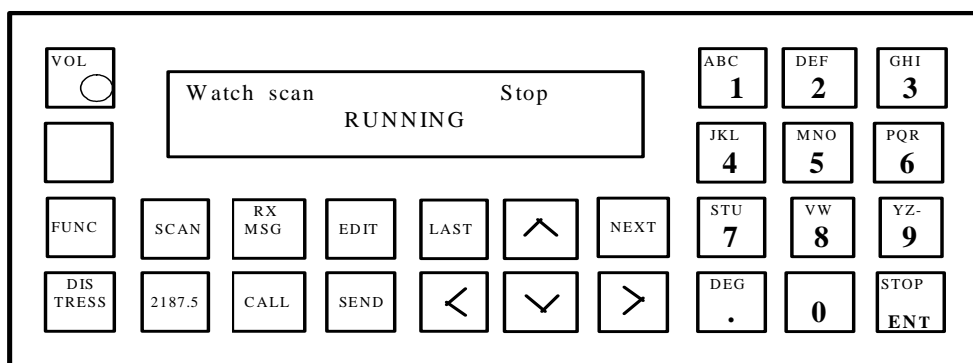 VOL
Watch scan Stop
RUNNING
ABC
1
DEF
2
GHI
3
JKL
4
MNO
5
PQR
6
FUNC
SCAN
RX
MSG
EDIT
LAST
NEXT
STU
7
VW
8
YZ-
9
DIS
TRESS
2187.5
CALL
SEND
DEG
.
0
STOP
ENT